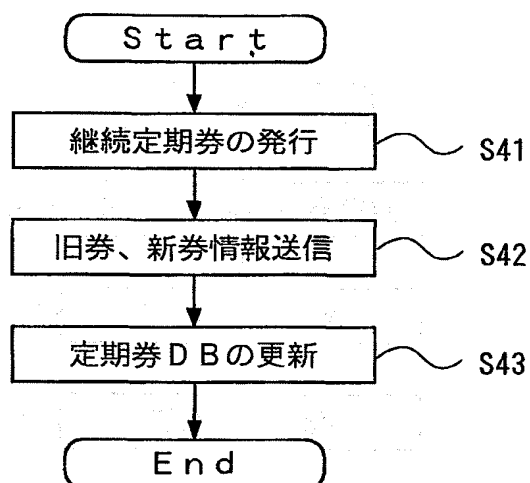 Start
継続定期券の発行
S41
旧券、新券情報送信
S42
定期券DBの更新
S43
End